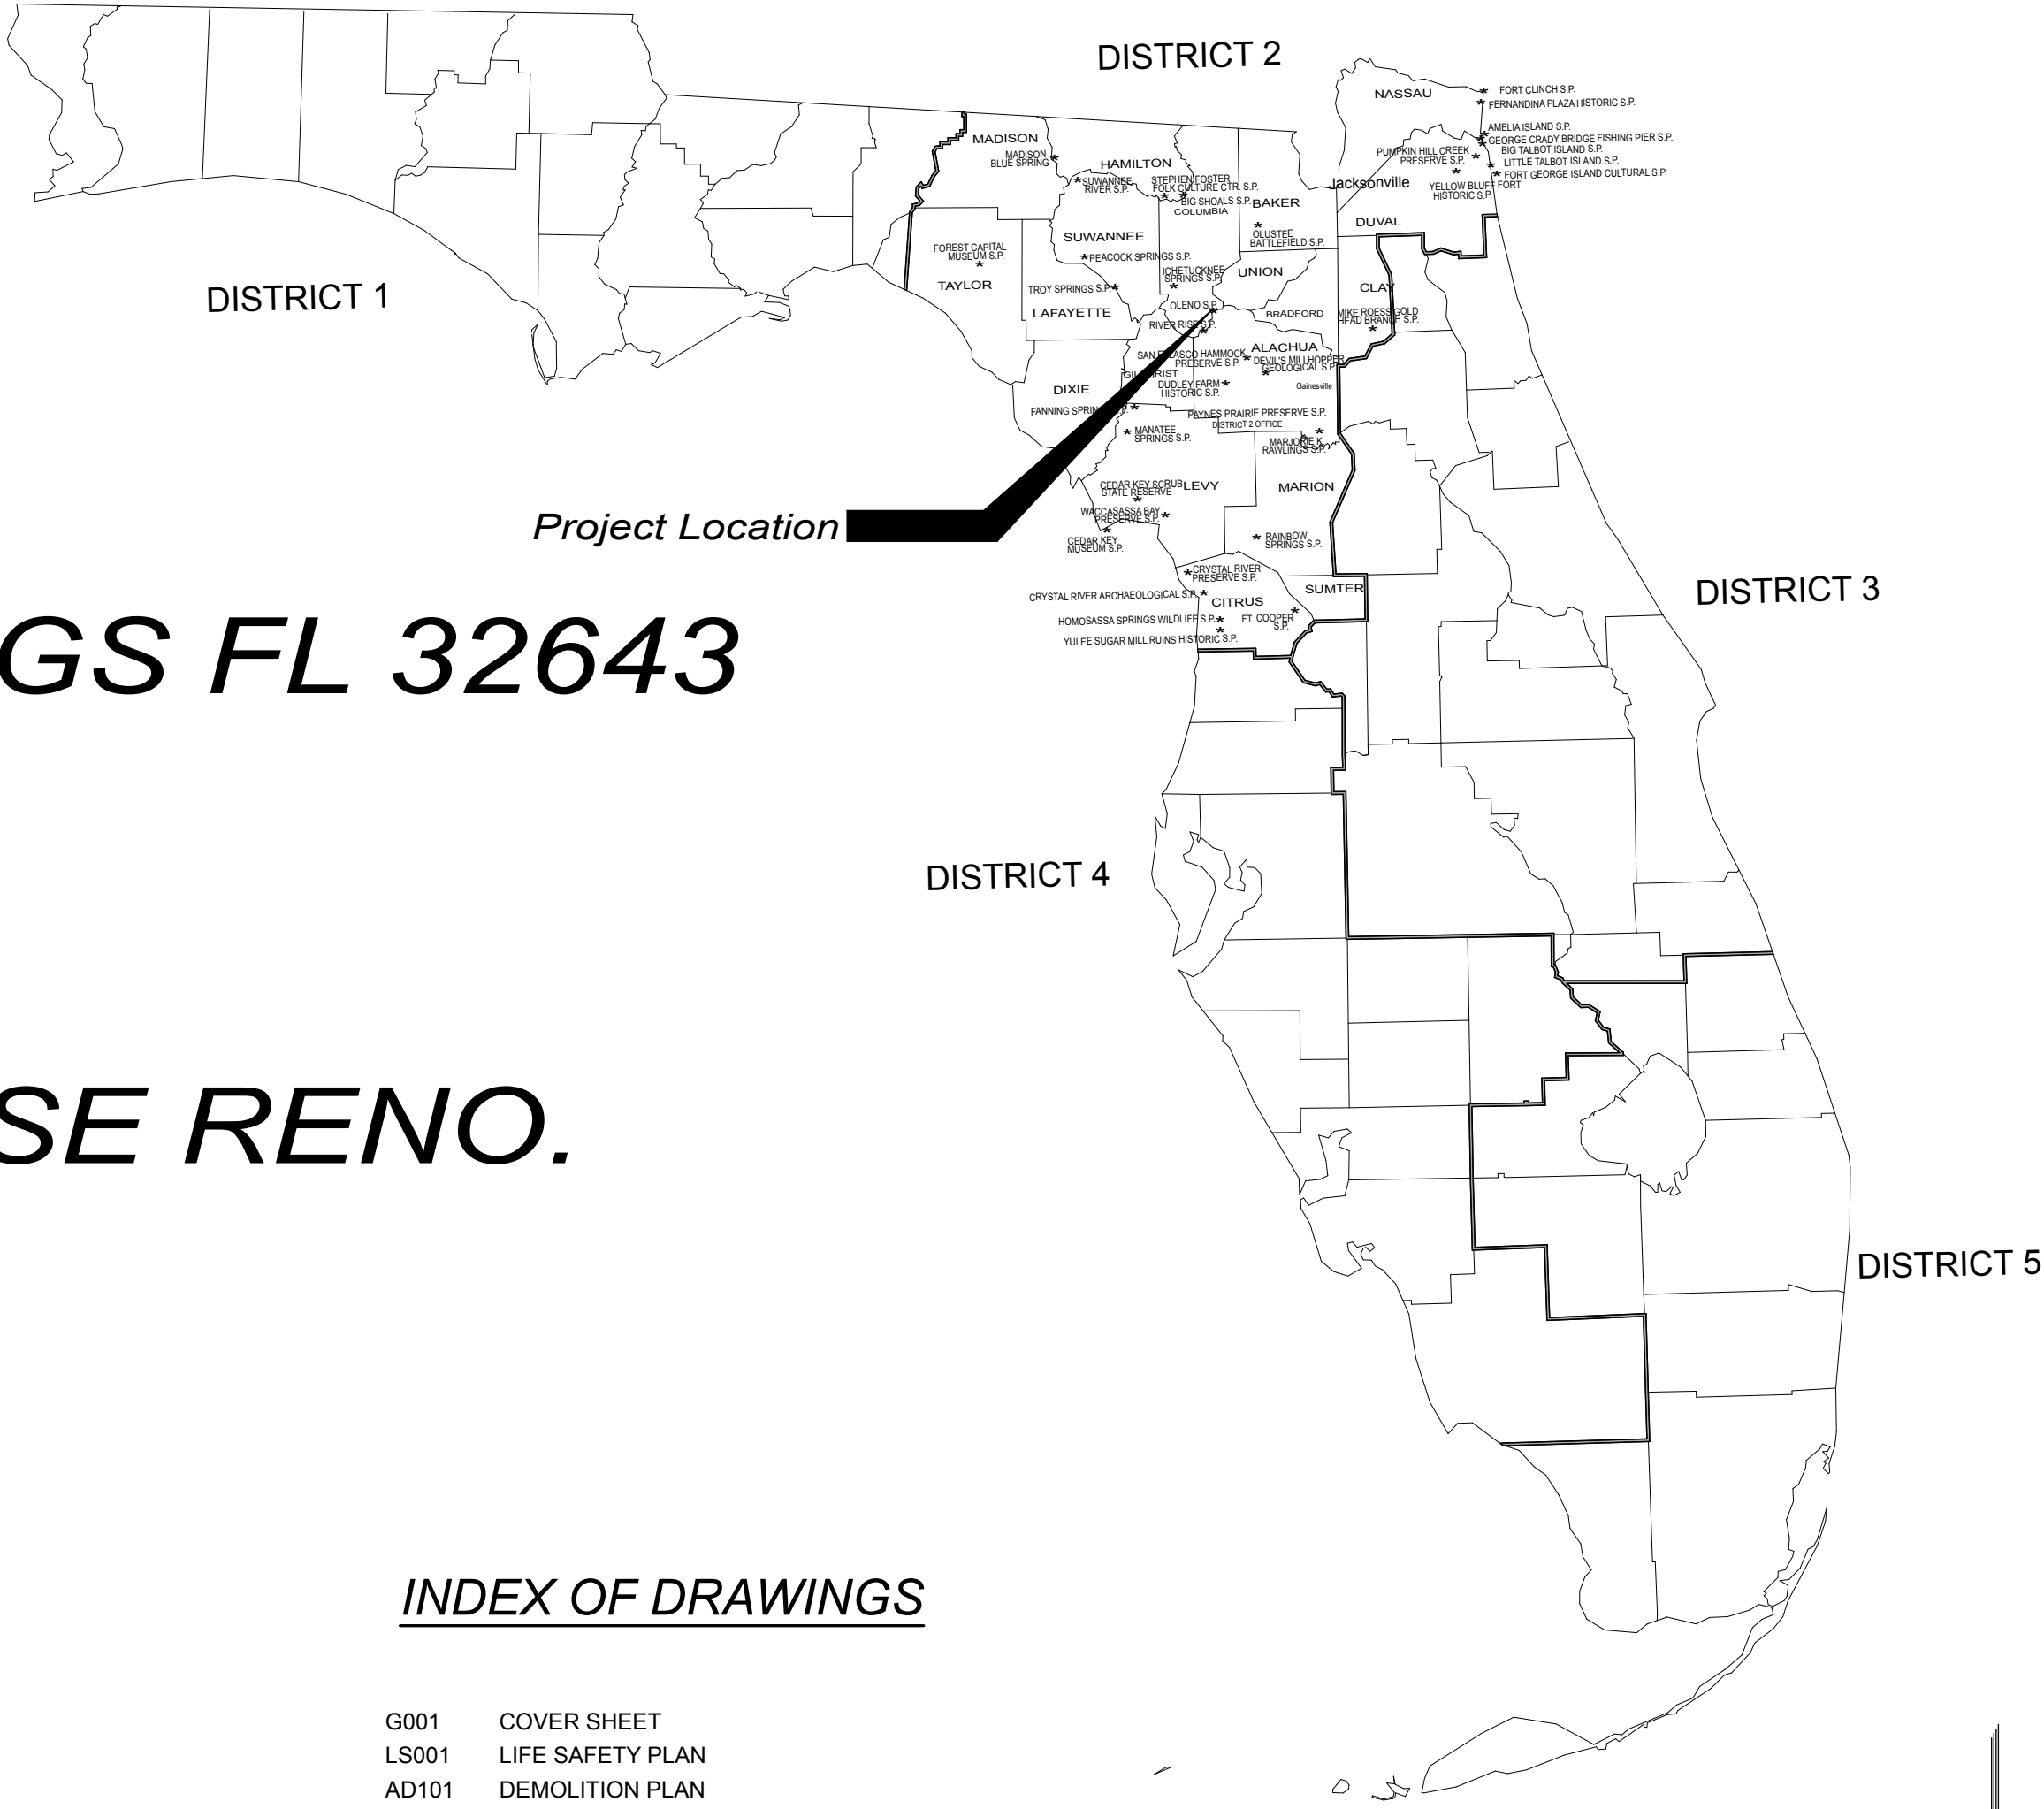 DISTRICT 2
NASSAU
FORT CLINCH S.P.
FERNANDINA PLAZA HISTORIC S.P.
AMELIA ISLAND S.P.
GEORGE CRADY BRIDGE FISHING PIER S.P.
BIG TALBOT ISLAND S.P.
LITTLE TALBOT ISLAND S.P.
FORT GEORGE ISLAND CULTURAL S.P.
PUMPKIN HILL CREEK
PRESERVE S.P.
YELLOW BLUFF FORT
HISTORIC S.P.
Jacksonville
DUVAL
MADISON
MADISON
BLUE SPRING
HAMILTON
SUWANNEE
RIVER S.P.
STEPHEN FOSTER
FOLK CULTURE CTR. S.P.
BIG SHOALS S.P.
COLUMBIA
BAKER
OLUSTEE
BATTLEFIELD S.P.
SUWANNEE
PEACOCK SPRINGS S.P.
FOREST CAPITAL
MUSEUM S.P.
TAYLOR
TROY SPRINGS S.P.
LAFAYETTE
ICHETUCKNEE
SPRINGS S.P.
UNION
CLAY
OLENO S.P.
BRADFORD
MIKE ROESS GOLD
HEAD BRANCH S.P.
RIVER RISE S.P.
DISTRICT 1
ALACHUA
SAN FELASCO HAMMOCK
PRESERVE S.P.
DEVIL'S MILLHOPPER
GEOLOGICAL S.P.
GILCHRIST
DIXIE
DUDLEY FARM
HISTORIC S.P.
Gainesville
FANNING SPRINGS S.P.
PAYNES PRAIRIE PRESERVE S.P.
DISTRICT 2 OFFICE
MANATEE
SPRINGS S.P.
MARJORIE K.
RAWLINGS S.P.
CEDAR KEY SCRUB
STATE RESERVE
LEVY
MARION
WACCASASSA BAY
PRESERVE S.P.
Project Location
CEDAR KEY
MUSEUM S.P.
RAINBOW
SPRINGS S.P.
CRYSTAL RIVER
PRESERVE S.P.
SUMTER
CRYSTAL RIVER ARCHAEOLOGICAL S.P.
CITRUS
HOMOSASSA SPRINGS WILDLIFE S.P.
FT. COOPER
S.P.
YULEE SUGAR MILL RUINS HISTORIC S.P.
DISTRICT 3
GS FL 32643
DISTRICT 4
SE RENO.
DISTRICT 5
INDEX OF DRAWINGS
G001 COVER SHEET
LS001 LIFE SAFETY PLAN
AD101 DEMOLITION PLAN